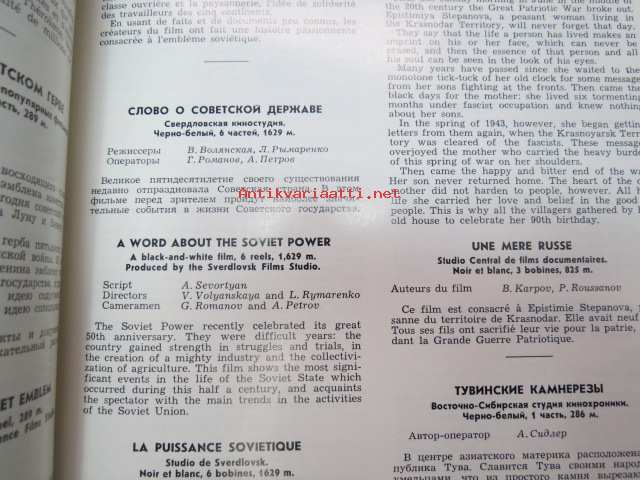 классе ouvrière et la paysannerie, l'idée de solidarité
des travailleurs des cinq continents.
En usant de faits et de documents peu connus, les
créateurs du film ont fait une histoire passionnante
consacrée à l'emblème soviétique.
СЛОВО О СОВЕТСКОЙ ДЕРЖАВЕ
Свердловская киностудия.
Черно-белый, 6 частей, 1629 м.
Режиссеры В. Волянская, Л. Рымаренко
Операторы Г. Романов, А. Петров
Великое пятидесятилетие своего существования
недавно отпраздновала Советская страна. В этом
фильме перед зрителем пройдут наиболее
тельные события в жизни Советского государства.
A WORD ABOUT THE SOVIET POWER
A black-and-white film, 6 reels, 1,629 m.
Produced by the Sverdlovsk Films Studio.
Script A. Sevortyan
Directors V. Volyanskaya and L. Rymarenko
Cameramen G. Romanov and A. Petrov
The Soviet Power recently celebrated its great
50th anniversary. They were difficult years: the
country gained strength in struggles and trials, in
the creation of a mighty industry and the collectivi-
zation of agriculture. This film shows the most signi-
ficant events in the life of the Soviet State which
occurred during this half a century, and acquaints
the spectator with the main trends in the activities
of the Soviet Union.
LA PUISSANCE SOVIETIQUE
Studio de Sverdlovsk.
Noir et blanc, 6 bobines, 1629 m.
the 20th century the Great Patriotic War broke out.
Epistimiya Stepanova, a peasant woman living in
the Krasnodar Territory, will never forget that day.
They say that the life a person has lived makes an
imprint on his or her face, which can never be
erased, and then the essence of that person and all
his soul can be seen in the look of his eyes.
Many years have passed since she waited to the
monotone tick-tock of her old clock for some message
from her sons fighting at the fronts. Then came the
black days for the mother: she lived six tormenting
months under fascist occupation and knew nothing
about her sons.
In the spring of 1943, however, she began getting
letters from them again, when the Krasnoyarsk Terri-
tory was cleared of the fascists. These messages
overjoyed the mother who carried the heavy burden
of this spring of war on her shoulders.
Then came the happy and bitter end of the war.
Her son never returned home. The heart of the
mother did not harden to people, however. All her
life she carried her love and belief in the good of
people. This is why all the villagers gathered by her
old house to celebrate her 90th birthday.
UNE MERE RUSSE
Studio Central de films documentaires.
Noir et blanc, 3 bobines, 825 m.
Auteurs du film B. Karpov, P. Roussanov
Ce film est consacré à Epistimie Stepanova, pay-
sanne du territoire de Krasnodar. Elle avait neuf
Tous ses fils ont sacrifié leur vie pour la patrie,
dant la Grande Guerre Patriotique.
ТУВИНСКИЕ КАМНЕРЕЗЫ
Восточно-Сибирская студия кинохроники.
Черно-белый, 1 часть, 286 м.
Автор-оператор А. Сидлер
В центре азиатского материка расположена
публика Тува. Славится Тува своими народ
antikvariaatti.net